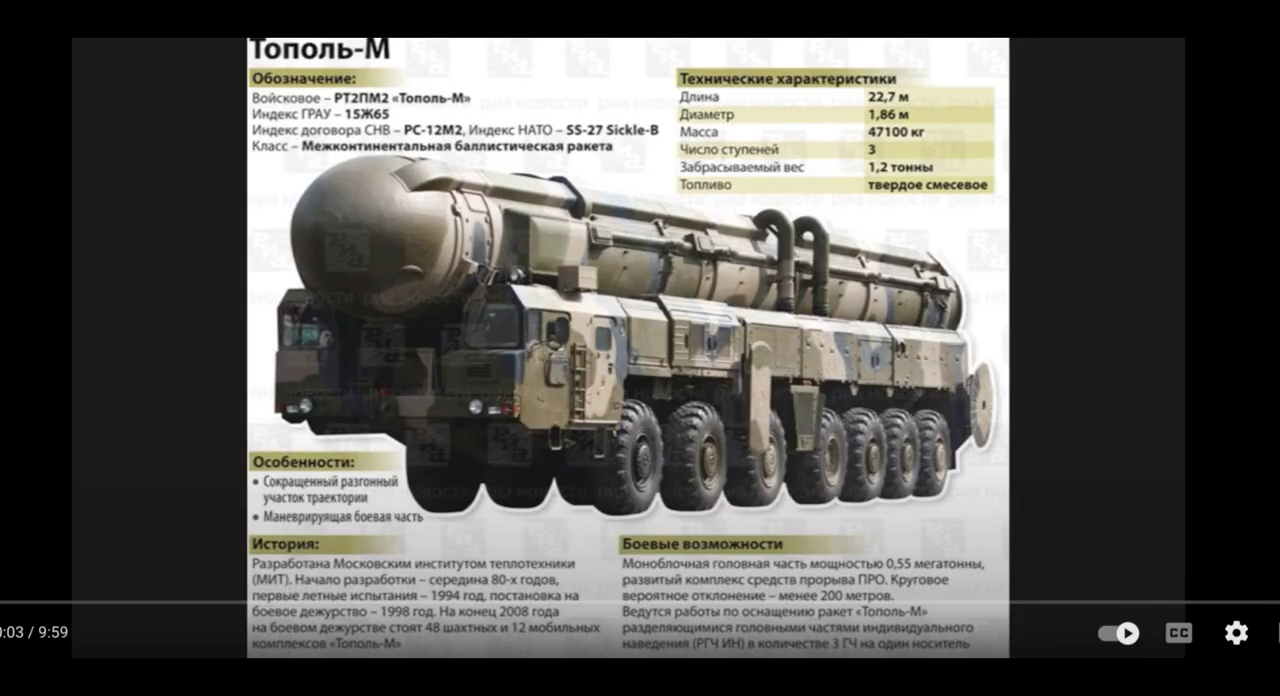 Тополь-М
Обозначение:
Войсковое – РТ2ПМ2 «Тополь-М»
Индекс ГРАУ – 15Ж65
Индекс договора СНВ – РС-12М2, Индекс НАТО – SS-27 Sickle-B
Класс – Межконтинентальная баллистическая ракета
Технические характеристики
Длина 22,7 м
Диаметр 1,86 м
Масса 47100 кг
Число ступеней 3
Забрасываемый вес 1,2 тонны
Топливо твердое смесевое
Особенности:
• Сокращенный разгонный
участок траектории
• Маневрируящая боевая часть
История:
Разработана Московским институтом теплотехники
(МИТ). Начало разработки – середина 80-х годов,
первые летные испытания – 1994 год, постановка на
боевое дежурство – 1998 год. На конец 2008 года
на боевом дежурстве стоят 48 шахтных и 12 мобильных
комплексов «Тополь-М»
Боевые возможности
Моноблочная головная часть мощностью 0,55 мегатонны,
развитый комплекс средств прорыва ПРО. Круговое
вероятное отклонение – менее 200 метров.
Ведутся работы по оснащению ракет «Тополь-М»
разделяющимися головными частями индивидуального
наведения (РГЧ ИН) в количестве 3 ГЧ на один носитель
0:03 / 9:59
CC